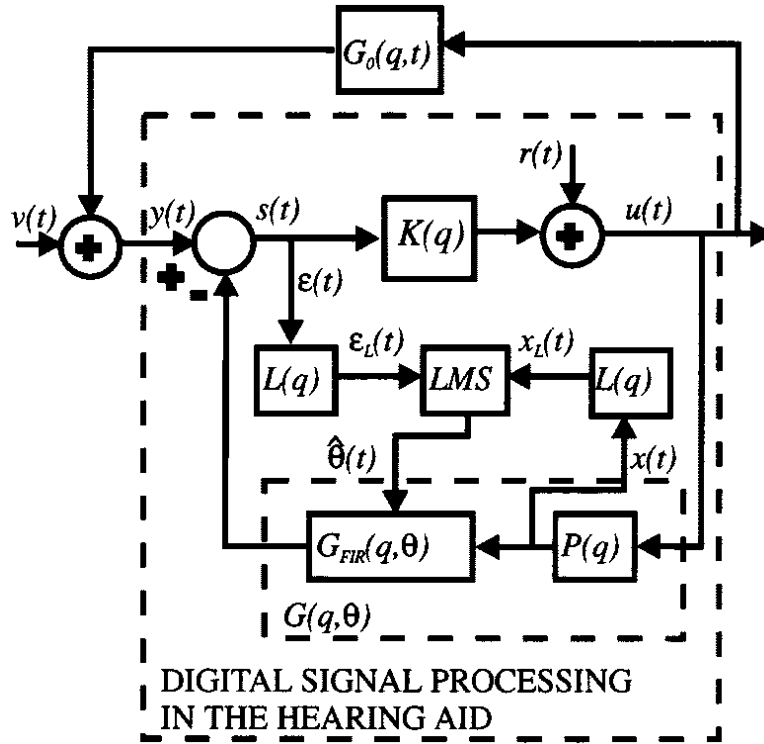 G₀(q,t)
r(t)
v(t)
y(t)
s(t)
K(q)
u(t)
+
+
+
-
ε(t)
L(q)
ε_L(t)
LMS
x_L(t)
L(q)
θ̂(t)
x(t)
G_FIR(q,θ)
P(q)
G(q,θ)
DIGITAL SIGNAL PROCESSING
IN THE HEARING AID